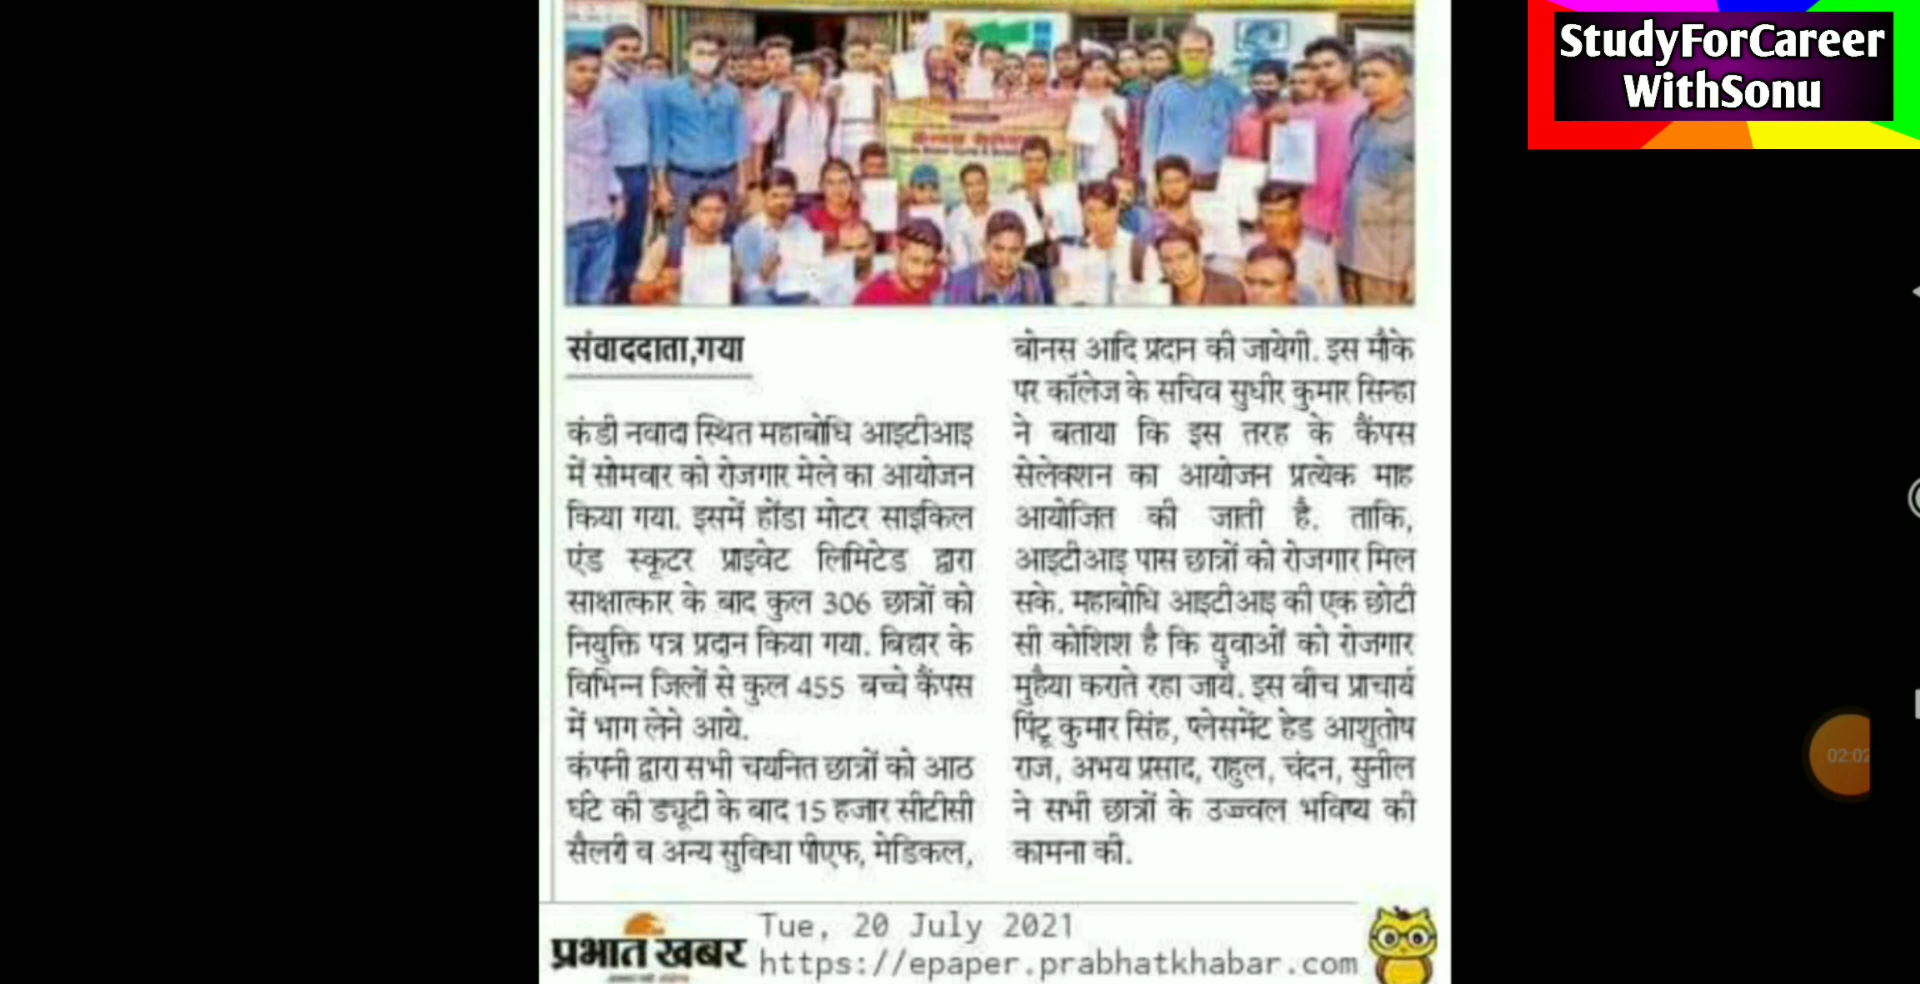 StudyForCareer
WithSonu
संवाददाता,गया
कंडी नवादा स्थित महाबोधि आइटीआइ
में सोमवार को रोजगार मेले का आयोजन
किया गया. इसमें होंडा मोटर साइकिल
एंड स्कूटर प्राइवेट लिमिटेड द्वारा
साक्षात्कार के बाद कुल 306 छात्रों को
नियुक्ति पत्र प्रदान किया गया. बिहार के
विभिन्न जिलों से कुल 455 बच्चे कैंपस
में भाग लेने आये.
कंपनी द्वारा सभी चयनित छात्रों को आठ
घंटे की ड्यूटी के बाद 15 हजार सीटीसी
सैलरी व अन्य सुविधा पीएफ, मेडिकल,
बोनस आदि प्रदान की जायेगी. इस मौके
पर कॉलेज के सचिव सुधीर कुमार सिन्हा
ने बताया कि इस तरह के कैंपस
सेलेक्शन का आयोजन प्रत्येक माह
आयोजित की जाती है. ताकि,
आइटीआइ पास छात्रों को रोजगार मिल
सके. महाबोधि आइटीआइ की एक छोटी
सी कोशिश है कि युवाओं को रोजगार
मुहैया कराते रहा जाये. इस बीच प्राचार्य
पिंटू कुमार सिंह, प्लेसमेंट हेड आशुतोष
राज, अभय प्रसाद, राहुल, चंदन, सुनील
ने सभी छात्रों के उज्ज्वल भविष्य की
कामना की.
प्रभात खबर
Tue, 20 July 2021
https://epaper.prabhatkhabar.com
02:02